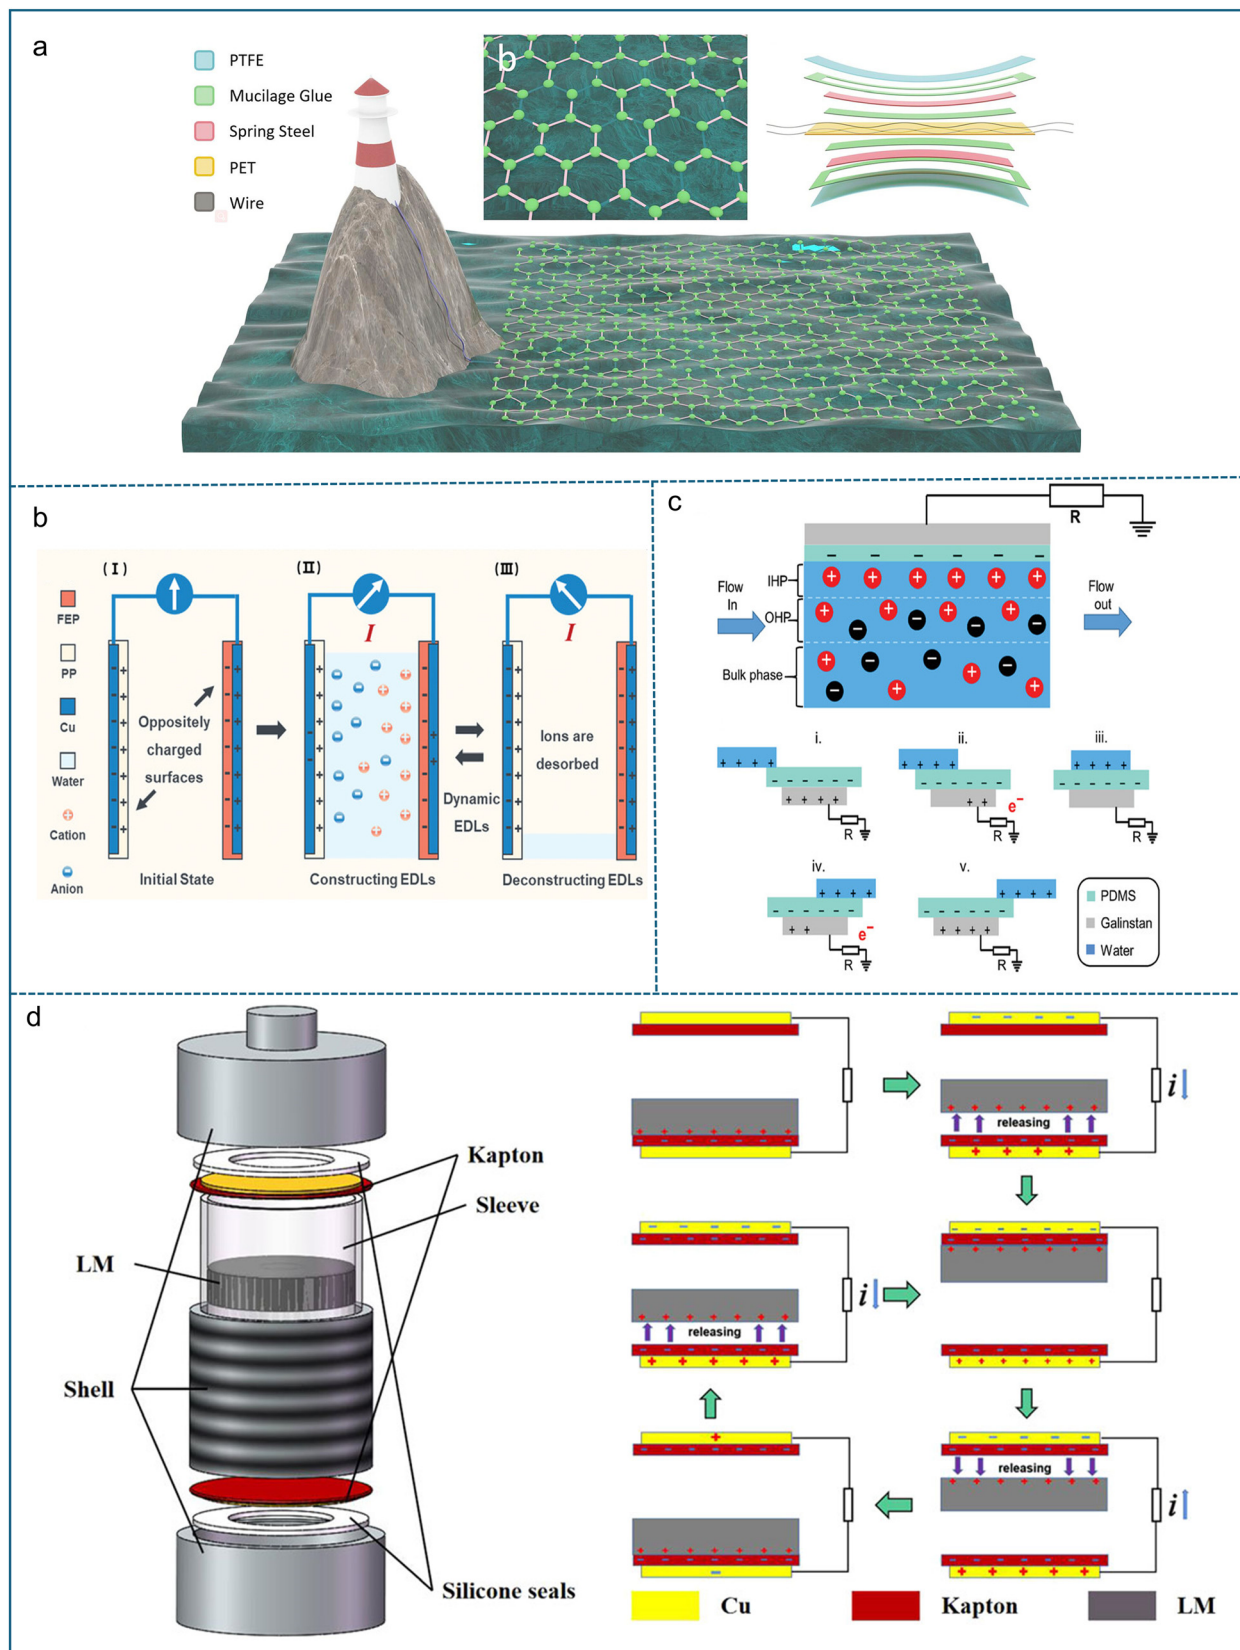 a
PTFE
Mucilage Glue
Spring Steel
PET
Wire
b
b
(I)
(II)
(III)
I
I
FEP
PP
Cu
Water
Cation
Anion
Oppositely
charged
surfaces
Ions are
desorbed
Dynamic
EDLs
Initial State
Constructing EDLs
Deconstructing EDLs
c
R
Flow
In
IHP
OHP
Bulk phase
Flow
out
i.
ii.
iii.
R
e⁻
R
R
iv.
v.
e⁻
R
R
PDMS
Galinstan
Water
d
Kapton
Sleeve
LM
Shell
Silicone seals
releasing
i
releasing
i
releasing
i
Cu
Kapton
LM